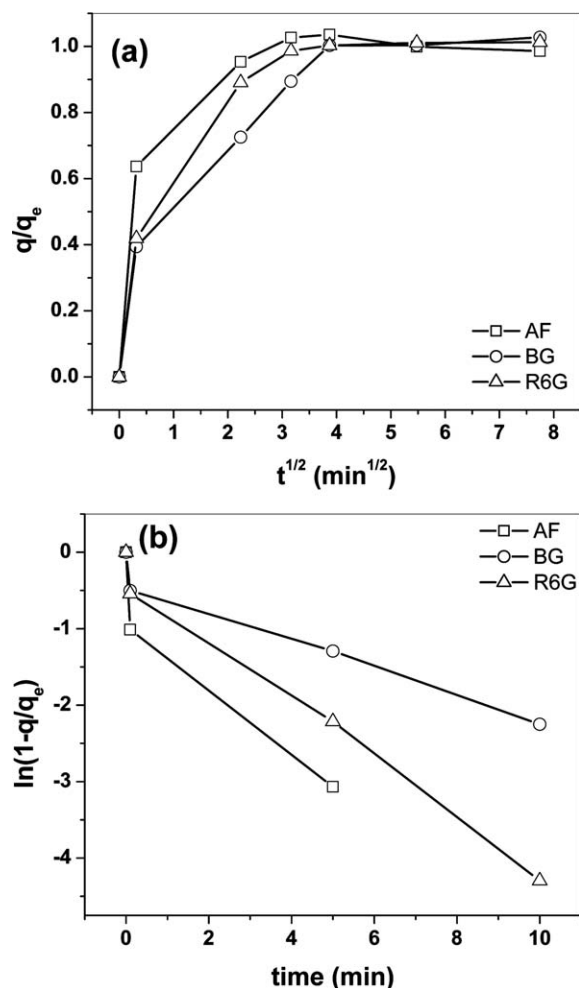 (a)
1.0
0.8
0.6
0.4
0.2
0.0
q/qe
AF
BG
R6G
0 1 2 3 4 5 6 7 8
t1/2 (min1/2)
(b)
AF
BG
R6G
0
-1
-2
-3
-4
ln(1-q/qe)
0 2 4 6 8 10
time (min)